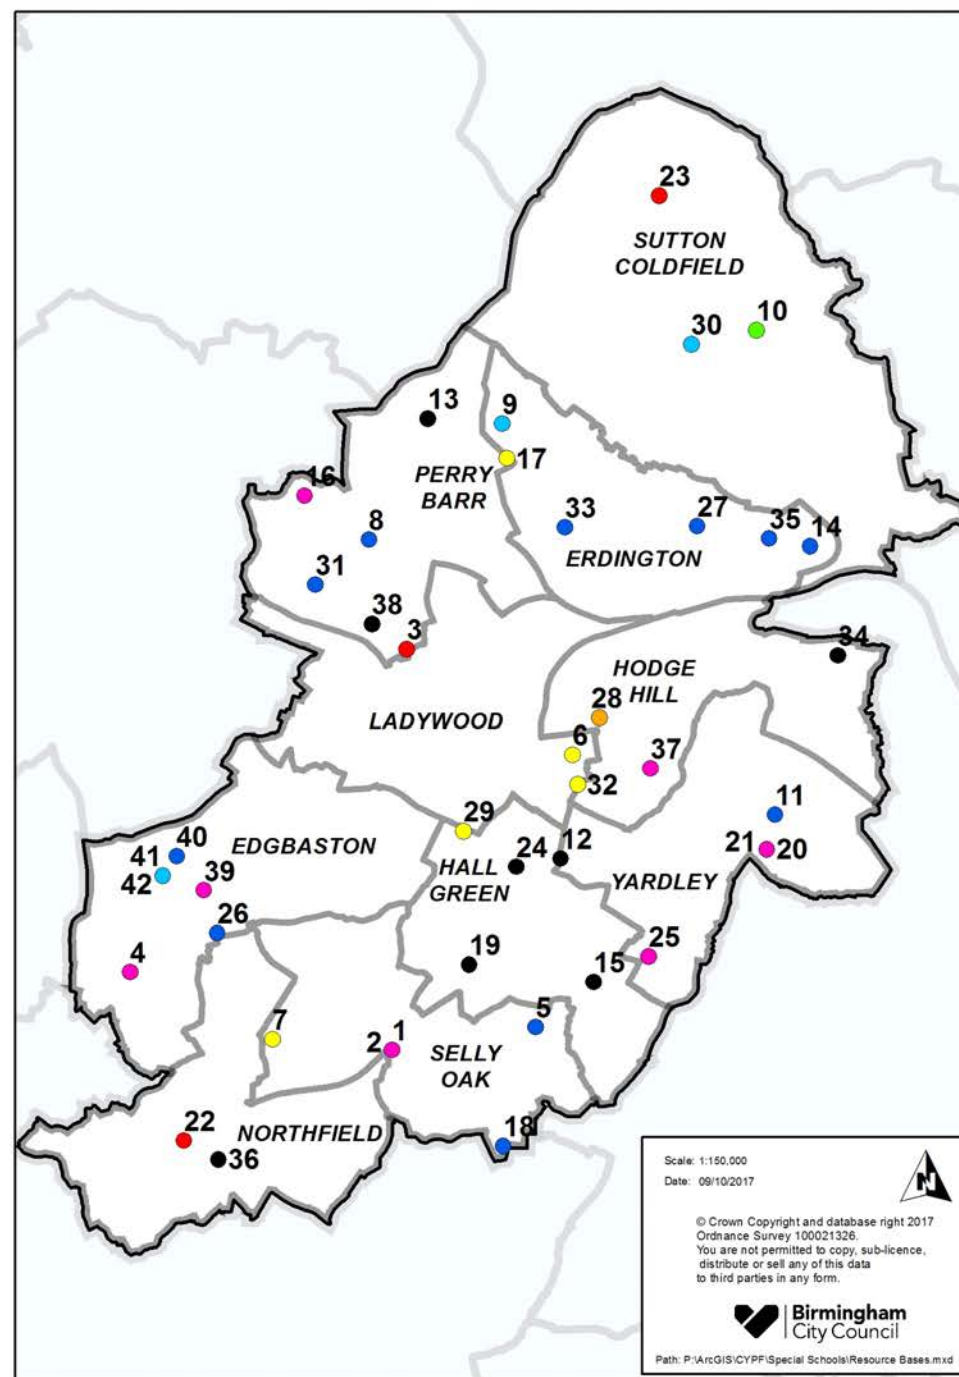 23
SUTTON
COLDFIELD
10
30
13
9
17
PERRY
BARR
16
8
33
27
35
14
ERDINGTON
31
38
3
34
HODGE
HILL
28
LADYWOOD
6
37
32
11
29
12
40
EDGBASTON
24
21
20
41
HALL
GREEN
YARDLEY
42
39
26
4
19
25
15
7
5
2
1
SELLY
OAK
18
22
NORTHFIELD
36
Scale: 1:150,000
Date: 09/10/2017
N
© Crown Copyright and database right 2017
Ordnance Survey 100021326.
You are not permitted to copy, sub-licence,
distribute or sell any of this data
to third parties in any form.
Birmingham
City Council
Path: P:\ArcGIS\CYPF\Special Schools\Resource Bases.mxd